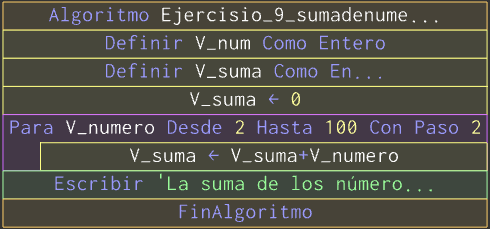 Algoritmo Ejercisio_9_sumadenume...
Definir V_num Como Entero
Definir V_suma Como En...
V_suma ← 0
Para V_numero Desde 2 Hasta 100 Con Paso 2
V_suma ← V_suma+V_numero
Escribir 'La suma de los número...
FinAlgoritmo